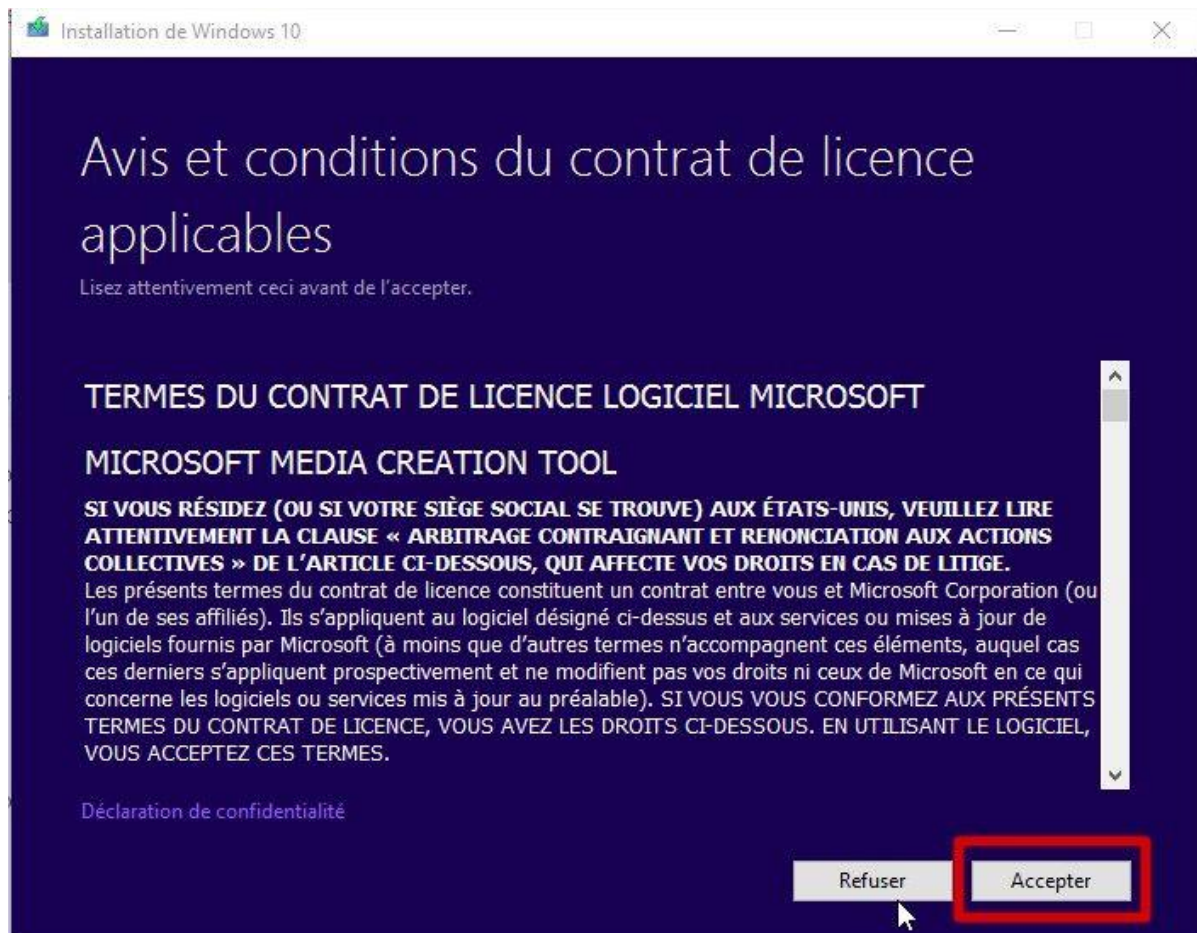 Installation de Windows 10
Avis et conditions du contrat de licence
applicables
Lisez attentivement ceci avant de l'accepter.
TERMES DU CONTRAT DE LICENCE LOGICIEL MICROSOFT
MICROSOFT MEDIA CREATION TOOL
SI VOUS RÉSIDEZ (OU SI VOTRE SIÈGE SOCIAL SE TROUVE) AUX ÉTATS-UNIS, VEUILLEZ LIRE
ATTENTIVEMENT LA CLAUSE « ARBITRAGE CONTRAIGNANT ET RENONCIATION AUX ACTIONS
COLLECTIVES » DE L'ARTICLE CI-DESSOUS, QUI AFFECTE VOS DROITS EN CAS DE LITIGE.
Les présents termes du contrat de licence constituent un contrat entre vous et Microsoft Corporation (ou
l'un de ses affiliés). Ils s'appliquent au logiciel désigné ci-dessus et aux services ou mises à jour de
logiciels fournis par Microsoft (à moins que d'autres termes n'accompagnent ces éléments, auquel cas
ces derniers s'appliquent prospectivement et ne modifient pas vos droits ni ceux de Microsoft en ce qui
concerne les logiciels ou services mis à jour au préalable). SI VOUS VOUS CONFORMEZ AUX PRÉSENTS
TERMES DU CONTRAT DE LICENCE, VOUS AVEZ LES DROITS CI-DESSOUS. EN UTILISANT LE LOGICIEL,
VOUS ACCEPTEZ CES TERMES.
Déclaration de confidentialité
Refuser
Accepter